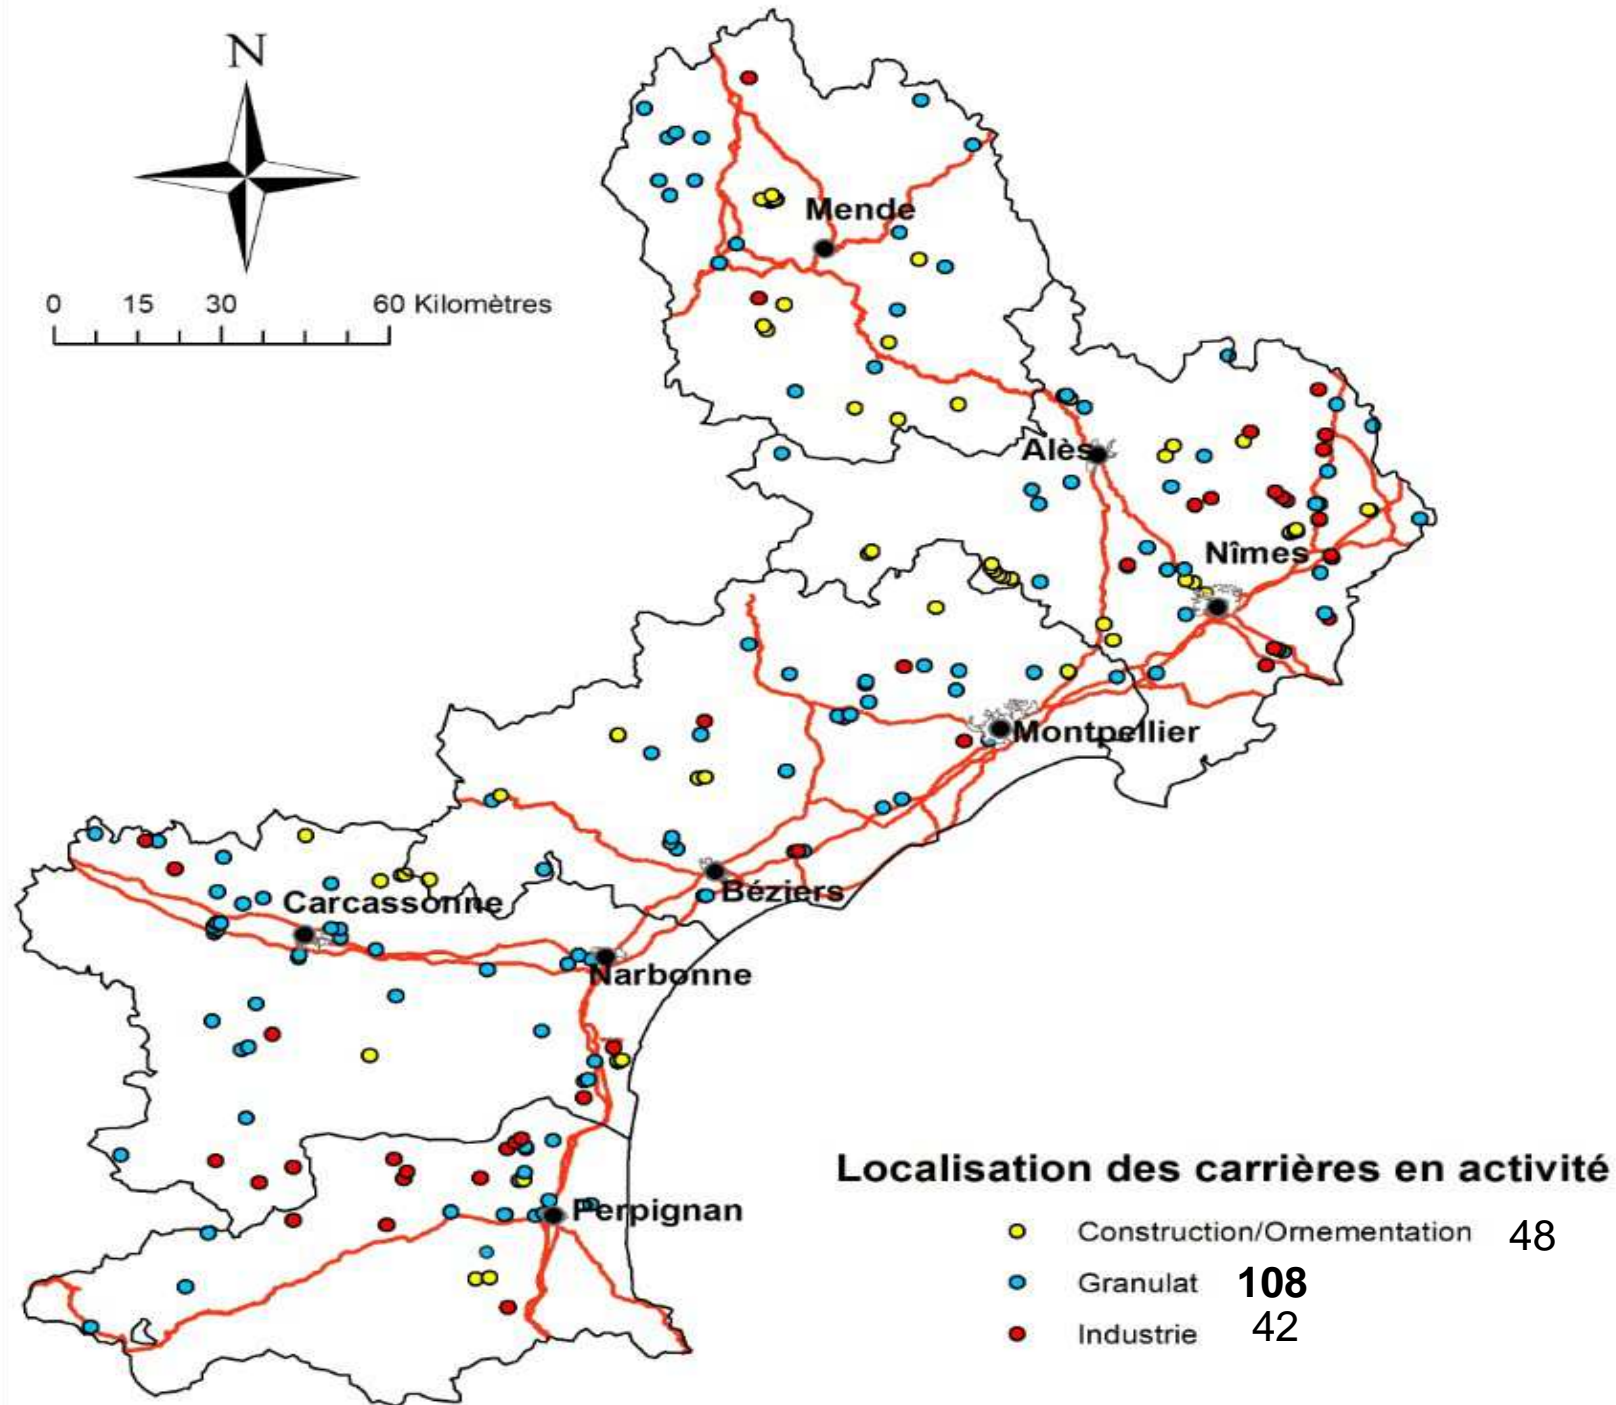 N
0 15 30 60 Kilomètres
Mende
Alès
Nîmes
Montpellier
Béziers
Carcassonne
Narbonne
Perpignan
Localisation des carrières en activité
Construction/Ornementation 48
Granulat 108
Industrie 42